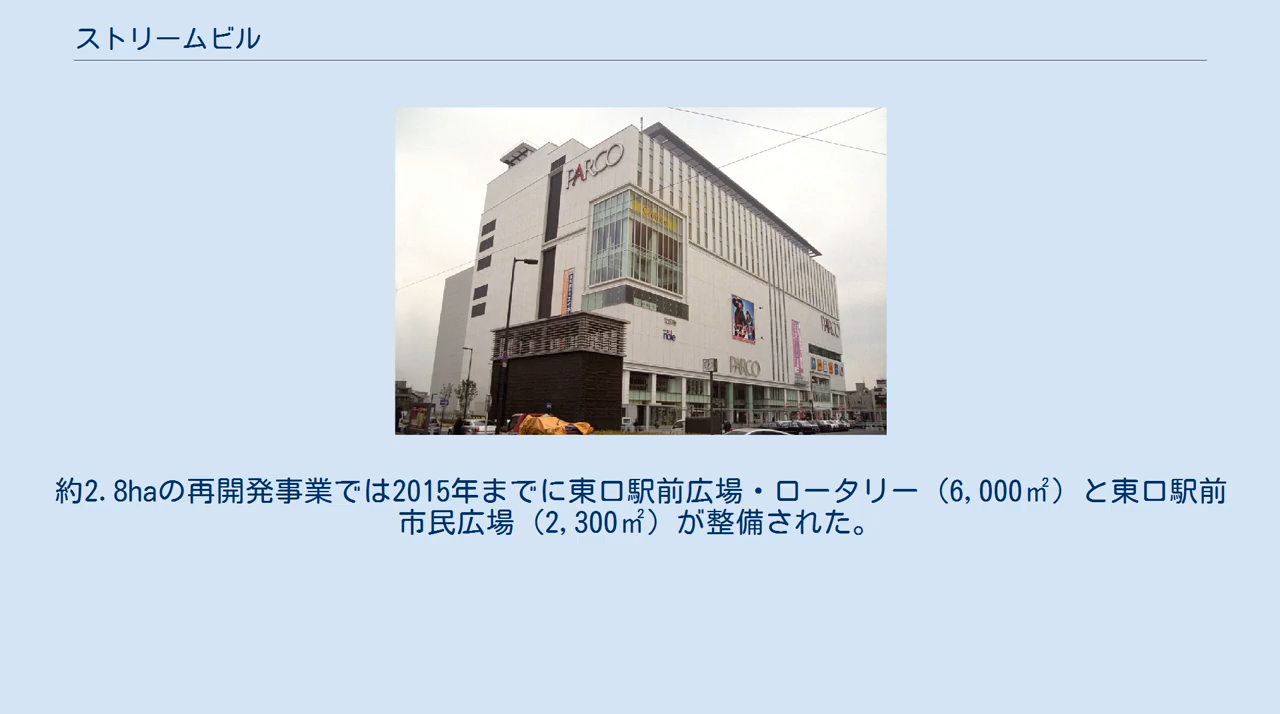 ストリームビル
PARCO
PARCO
PARCO
約2.8haの再開発事業では2015年までに東口駅前広場・ロータリー（6,000㎡）と東口駅前
市民広場（2,300㎡）が整備された。